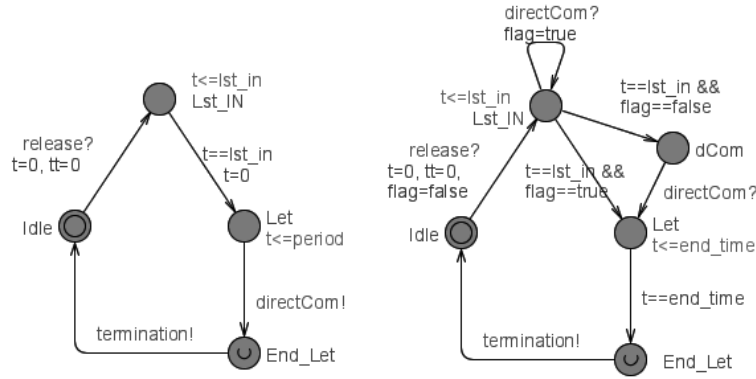 t<=lst_in
Lst_IN
release?
t=0, tt=0
t==lst_in
t=0
Idle
Let
t<=period
directCom!
termination!
End_Let
directCom?
flag=true
t<=lst_in
Lst_IN
t==lst_in &&
flag==false
release?
t=0, tt=0,
flag=false
t==lst_in &&
flag==true
dCom
directCom?
Idle
Let
t<=end_time
t==end_time
termination!
End_Let